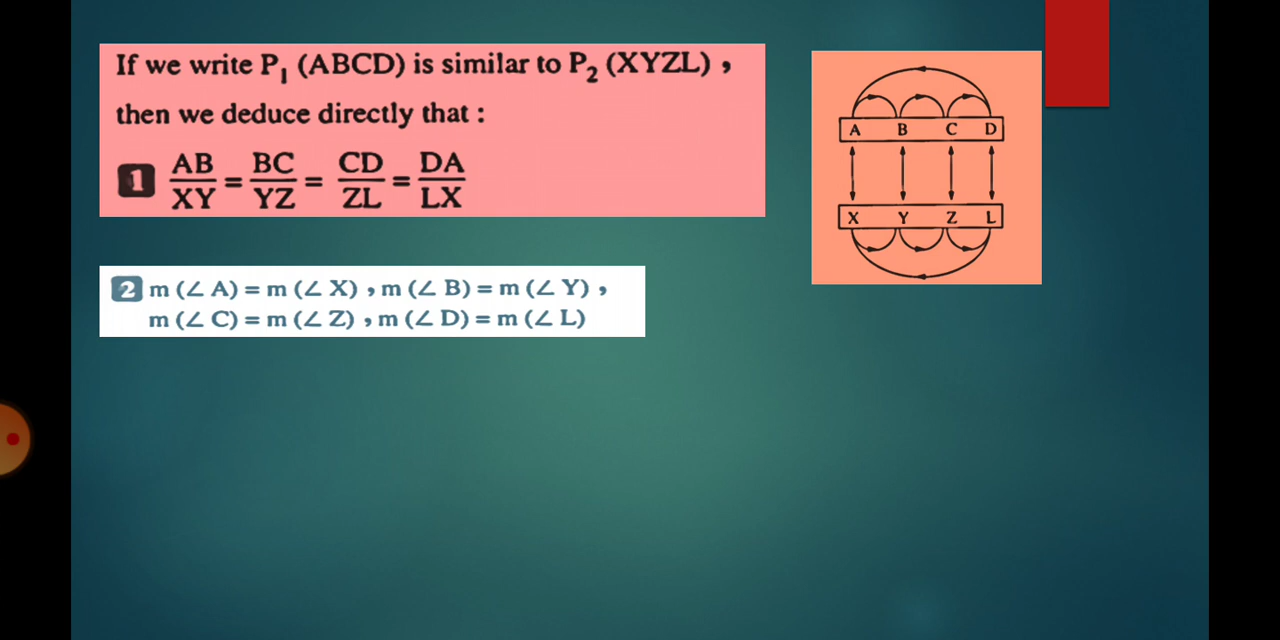 If we write P₁ (ABCD) is similar to P₂ (XYZL) ,
then we deduce directly that :
1 AB/XY = BC/YZ = CD/ZL = DA/LX
2 m (∠ A) = m (∠ X) , m (∠ B) = m (∠ Y) ,
m (∠ C) = m (∠ Z) , m (∠ D) = m (∠ L)
A B C D
X Y Z L